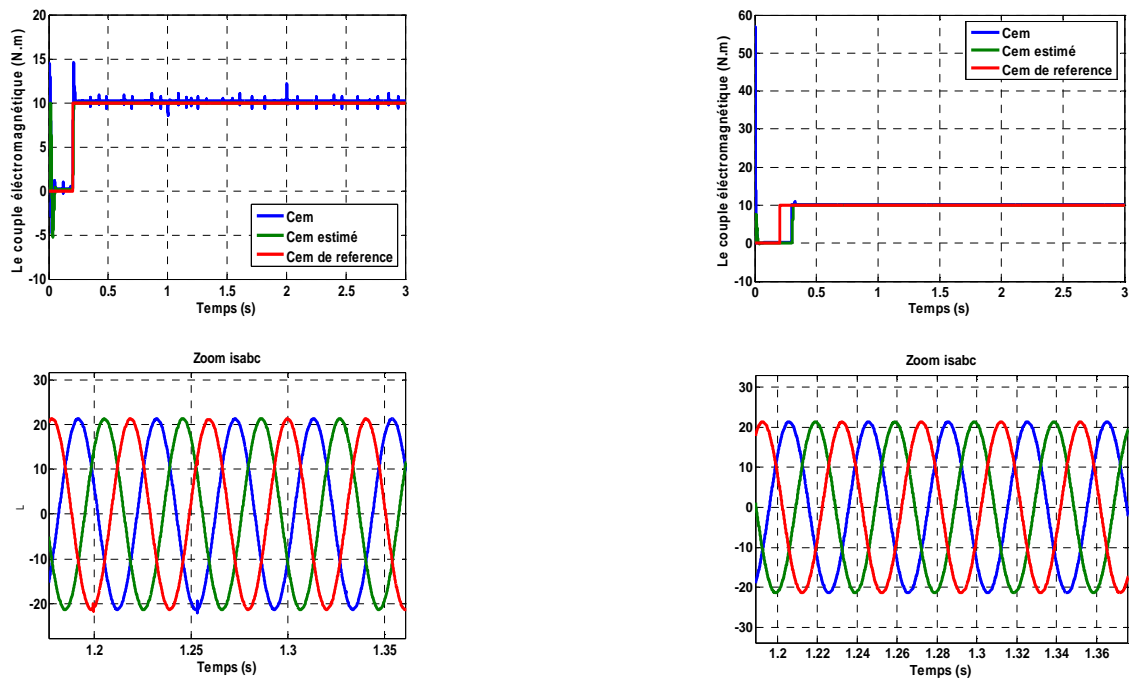 20
15
10
5
0
-5
-10
0 0.5 1 1.5 2 2.5 3
Le couple éléctromagnétique (N.m)
Temps (s)
Cem
Cem estimé
Cem de reference
60
50
40
30
20
10
0
-10
0 0.5 1 1.5 2 2.5 3
Le couple éléctromagnétique (N.m)
Temps (s)
Cem
Cem estimé
Cem de reference
Zoom isabc
30
20
10
0
-10
-20
1.2 1.25 1.3 1.35
Temps (s)
Zoom isabc
30
20
10
0
-10
-20
-30
1.2 1.22 1.24 1.26 1.28 1.3 1.32 1.34 1.36
Temps (s)